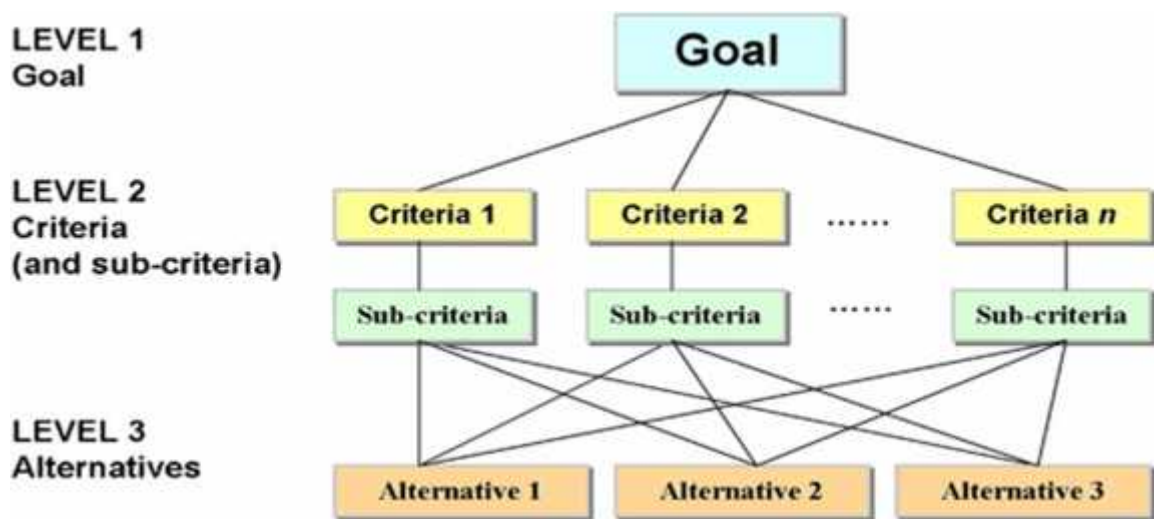 LEVEL 1
Goal
Goal
LEVEL 2
Criteria
(and sub-criteria)
Criteria 1
Criteria 2
......
Criteria n
Sub-criteria
Sub-criteria
......
Sub-criteria
LEVEL 3
Alternatives
Alternative 1
Alternative 2
Alternative 3